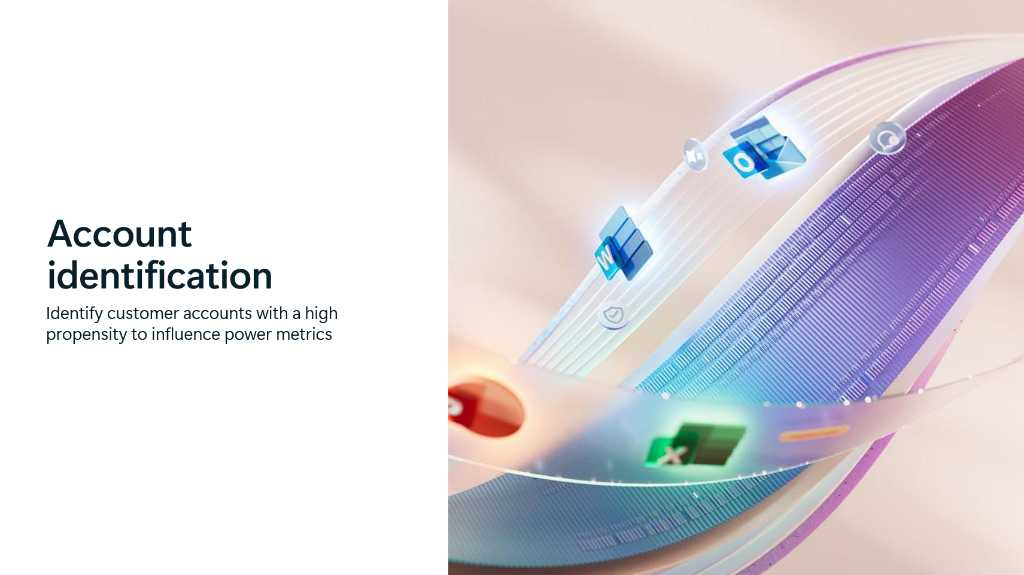 Account
identification
Identify customer accounts with a high
propensity to influence power metrics
O
W
P
X